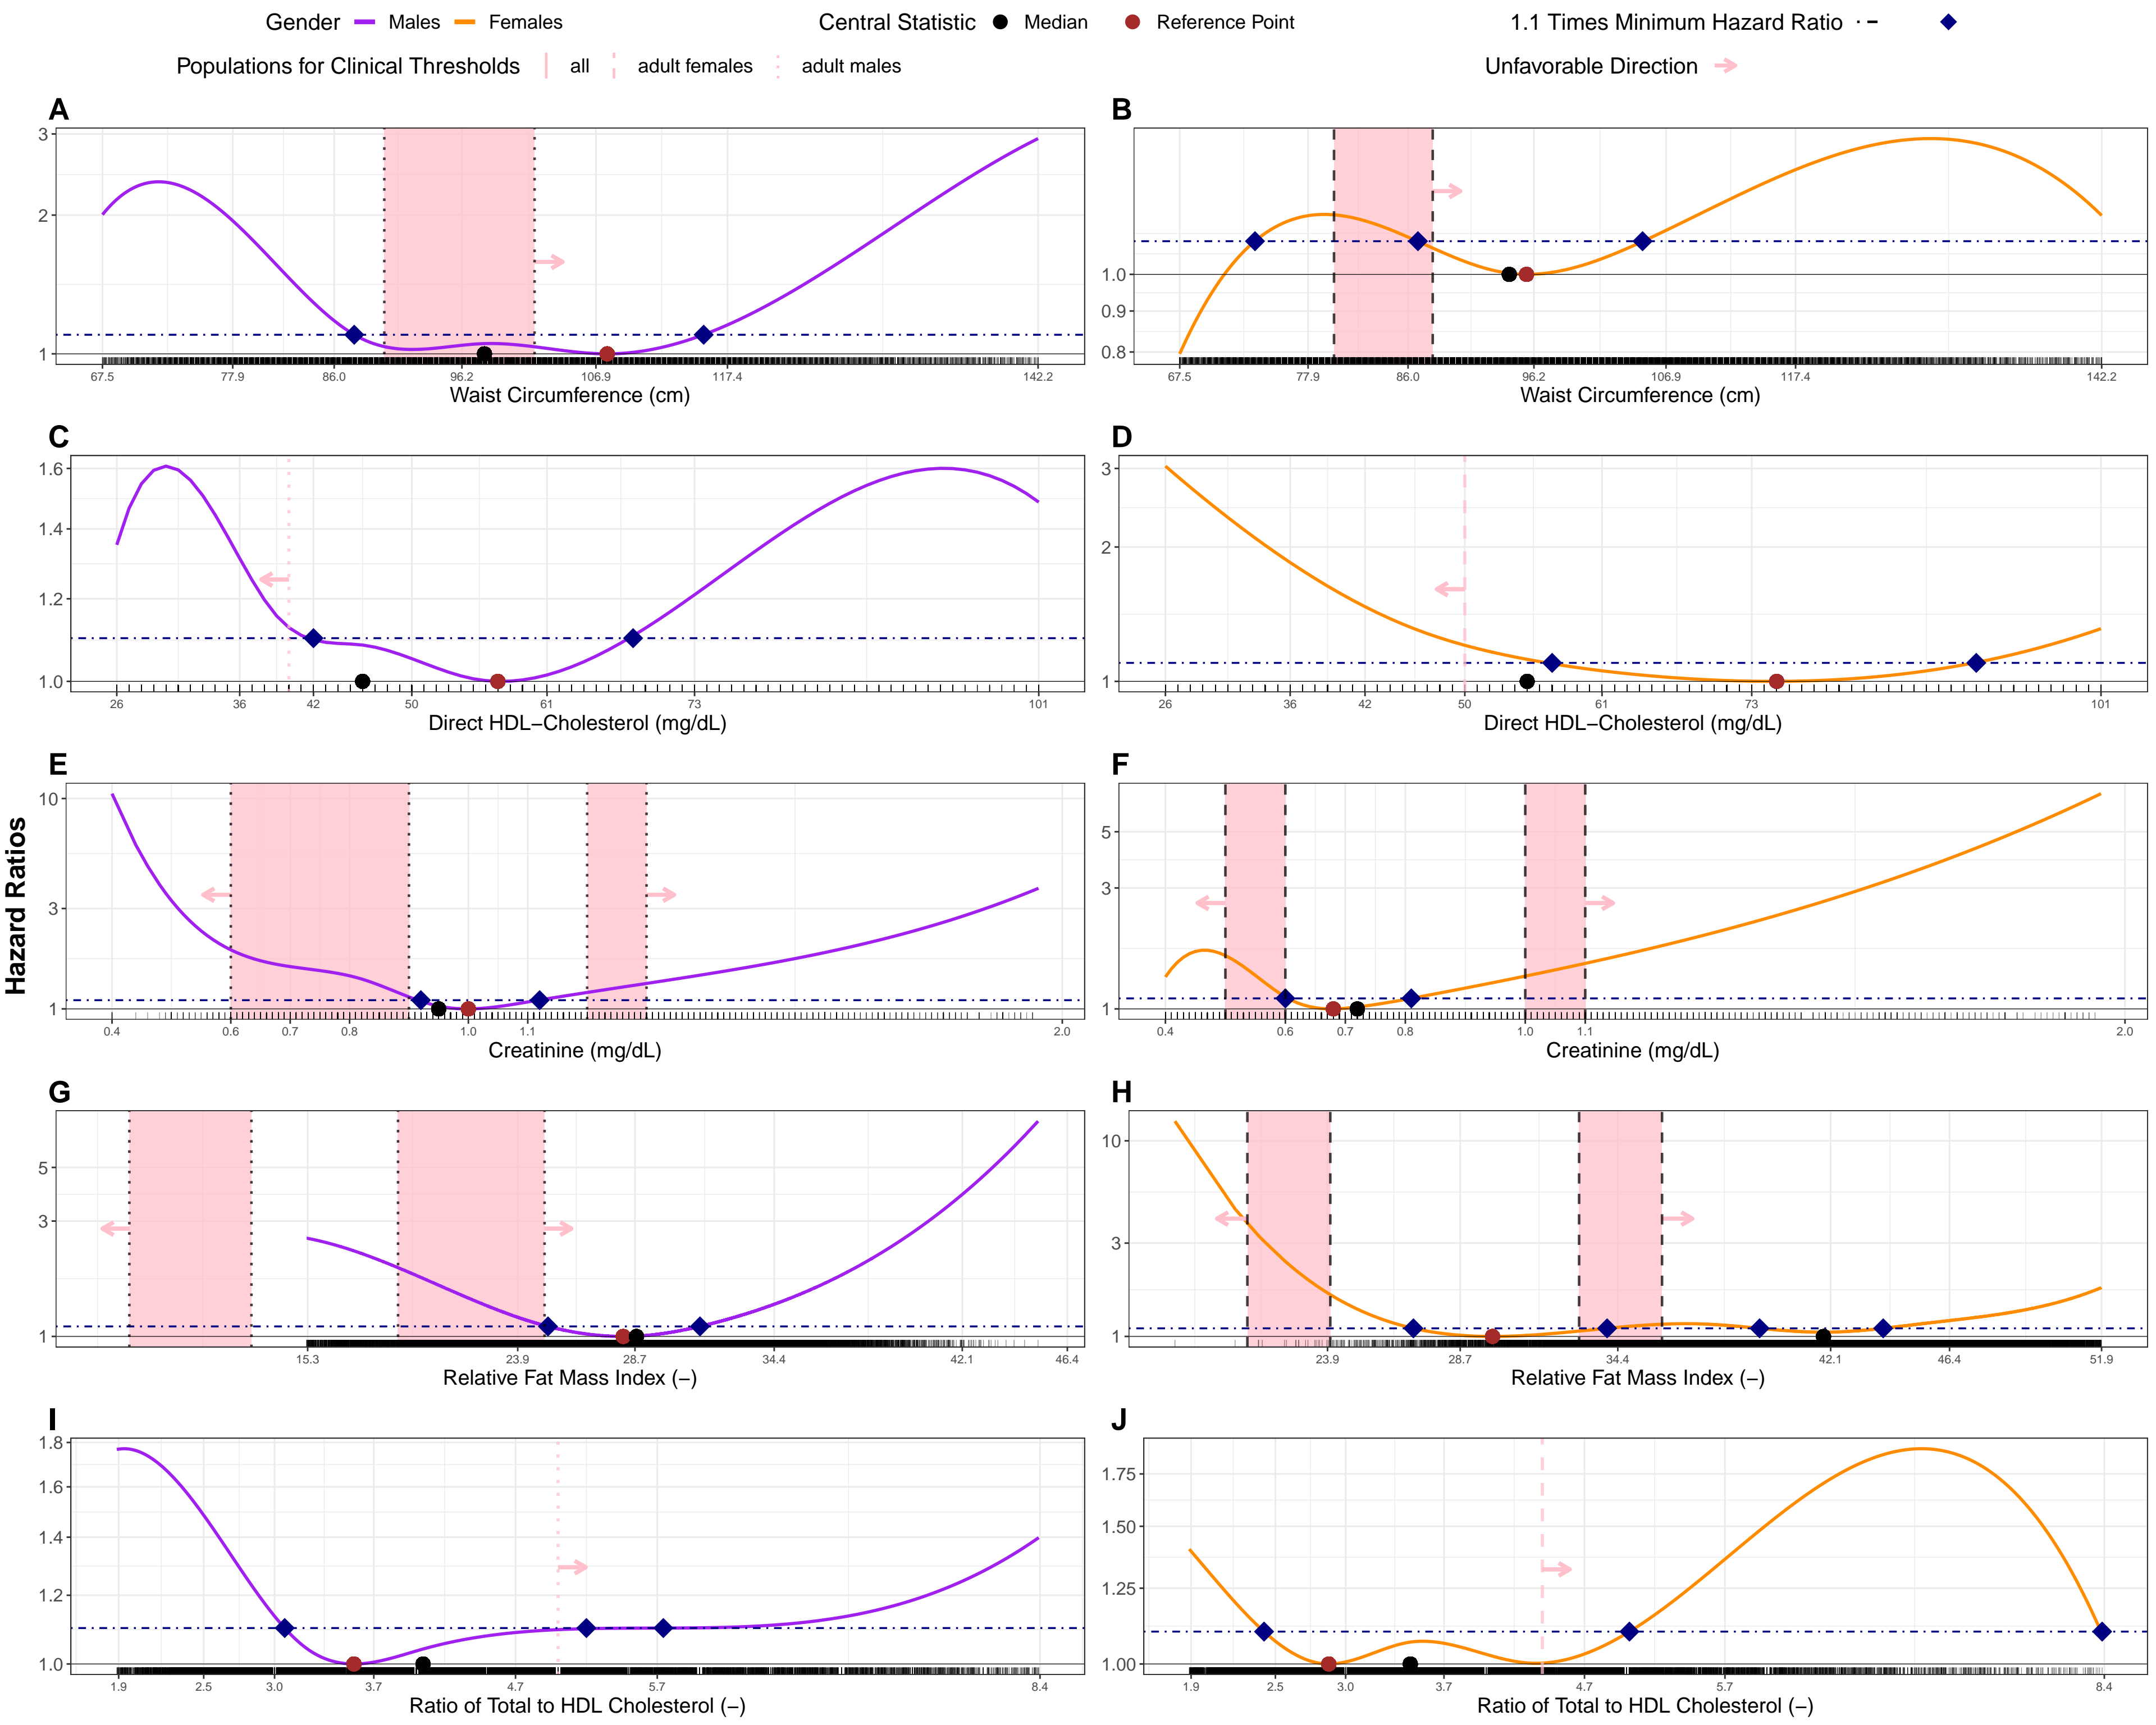 Gender Males Females Central Statistic Median Reference Point 1.1 Times Minimum Hazard Ratio
Populations for Clinical Thresholds all adult females adult males Unfavorable Direction
Hazard Ratios
A
3
2
1
67.5 77.9 86.0 96.2 106.9 117.4 142.2
Waist Circumference (cm)
B
1.0
0.9
0.8
67.5 77.9 86.0 96.2 106.9 117.4 142.2
Waist Circumference (cm)
C
1.6
1.4
1.2
1.0
26 36 42 50 61 73 101
Direct HDL−Cholesterol (mg/dL)
D
3
2
1
26 36 42 50 61 73 101
Direct HDL−Cholesterol (mg/dL)
E
10
3
1
0.4 0.6 0.7 0.8 1.0 1.1 2.0
Creatinine (mg/dL)
F
5
3
1
0.4 0.6 0.7 0.8 1.0 1.1 2.0
Creatinine (mg/dL)
G
5
3
1
15.3 23.9 28.7 34.4 42.1 46.4
Relative Fat Mass Index (−)
H
10
3
1
23.9 28.7 34.4 42.1 46.4 51.9
Relative Fat Mass Index (−)
I
1.8
1.6
1.4
1.2
1.0
1.9 2.5 3.0 3.7 4.7 5.7 8.4
Ratio of Total to HDL Cholesterol (−)
J
1.75
1.50
1.25
1.00
1.9 2.5 3.0 3.7 4.7 5.7 8.4
Ratio of Total to HDL Cholesterol (−)